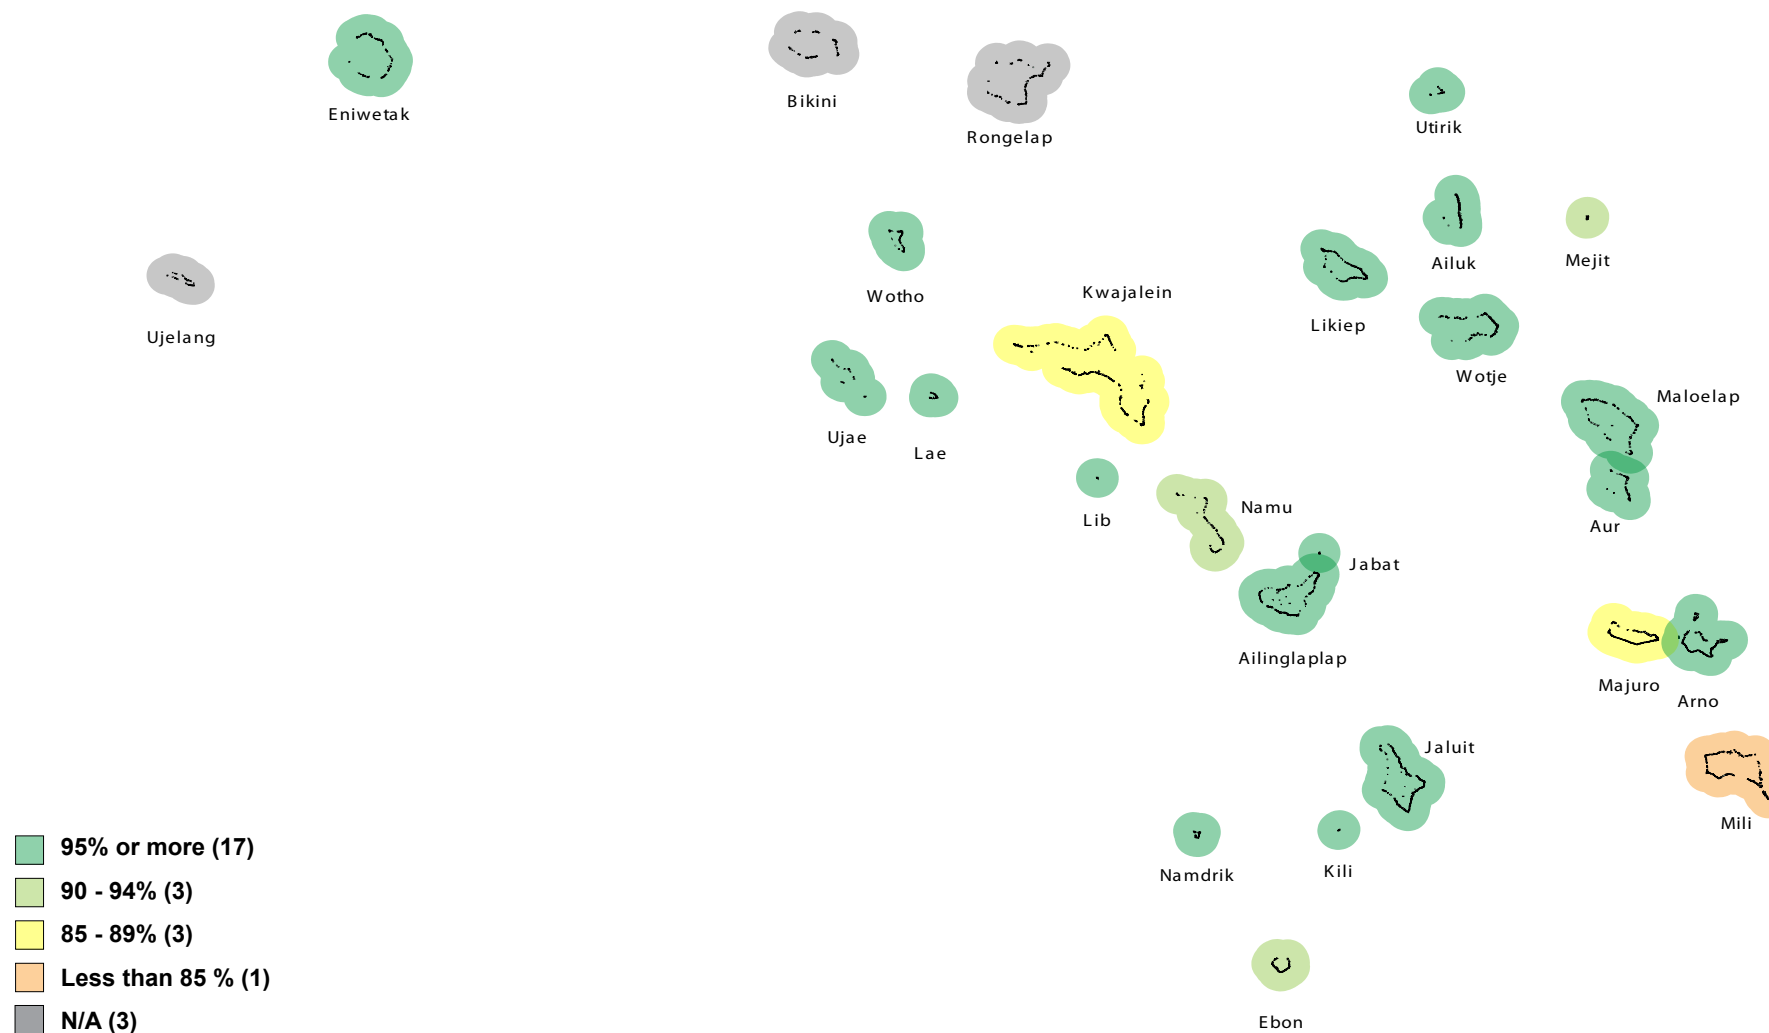 Eniwetak
Bikini
Rongelap
Utirik
Ailuk
Mejit
Wotho
Kwajalein
Likiep
Ujelang
Wotje
Maloelap
Ujae
Lae
Lib
Namu
Aur
Jabat
Ailinglaplap
Majuro
Arno
Jaluit
Mili
Namdrik
Kili
Ebon
95% or more (17)
90 - 94% (3)
85 - 89% (3)
Less than 85 % (1)
N/A (3)